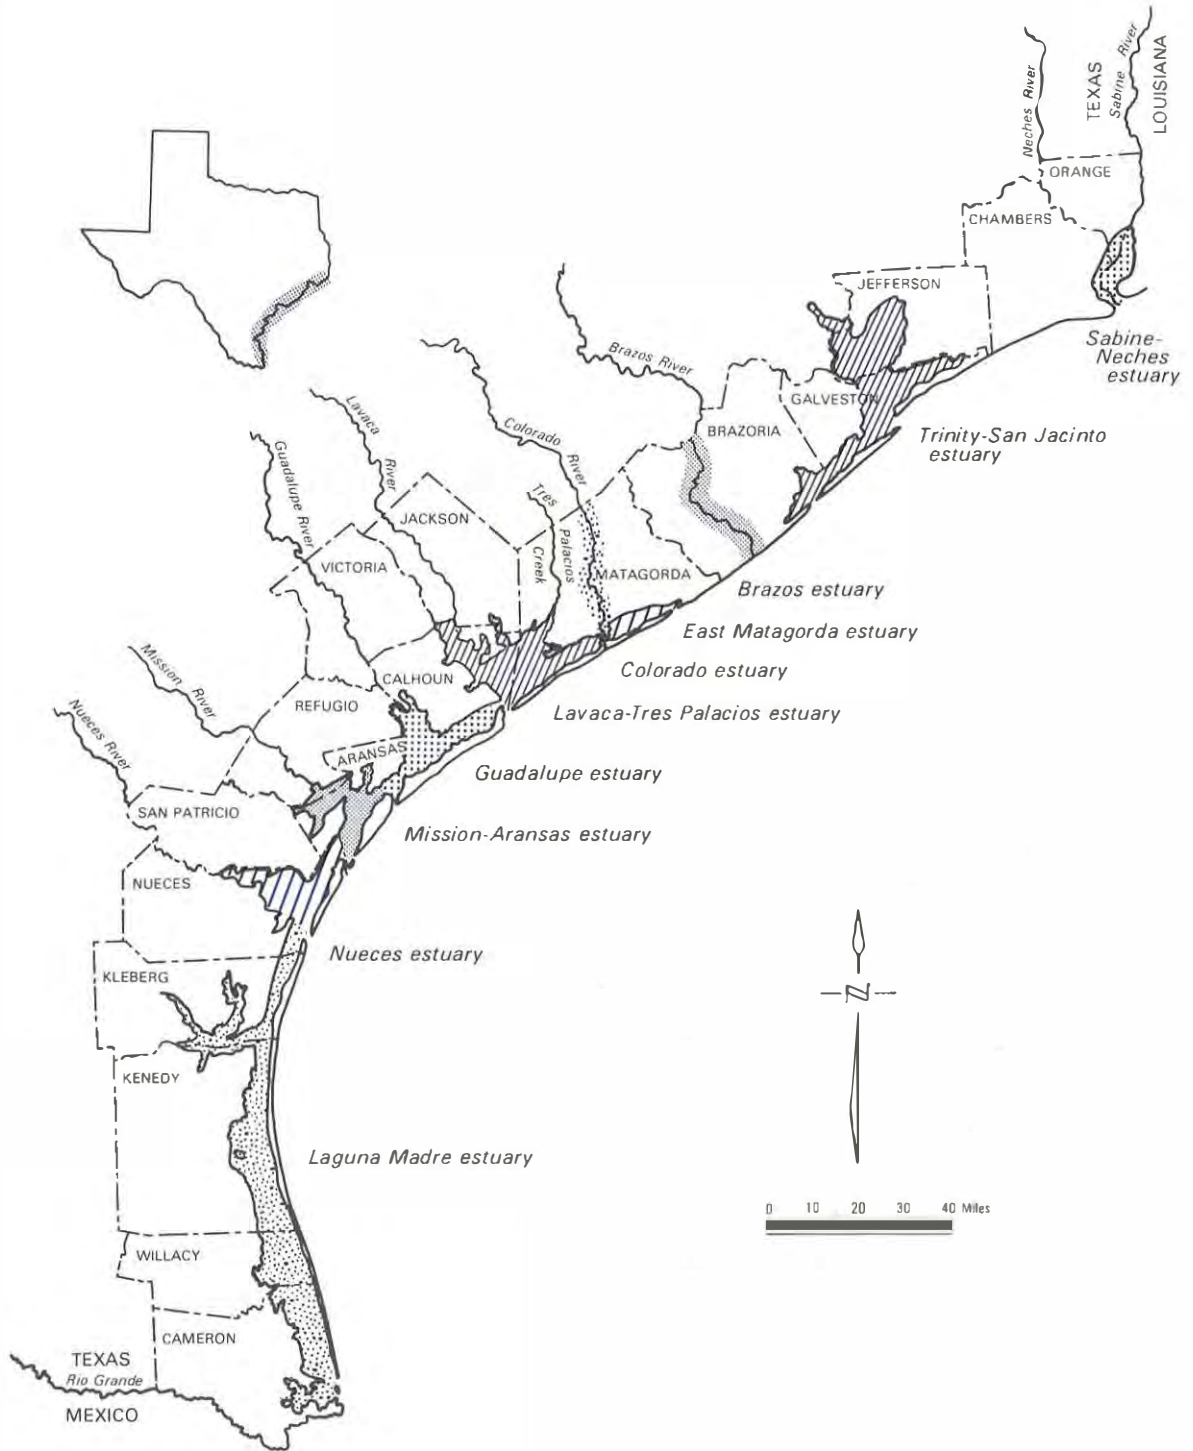 Neches River
TEXAS
Sabine River
LOUISIANA
ORANGE
CHAMBERS
JEFFERSON
Sabine-
Neches
estuary
Brazos River
GALVESTON
BRAZORIA
Trinity-San Jacinto
estuary
Lavaca
River
Colorado
River
Guadalupe River
Tres
Palacios
Creek
JACKSON
VICTORIA
MATAGORDA
Brazos estuary
East Matagorda estuary
Colorado estuary
CALHOUN
Lavaca-Tres Palacios estuary
Mission River
REFUGIO
Nueces River
ARANSAS
Guadalupe estuary
SAN PATRICIO
Mission-Aransas estuary
NUECES
Nueces estuary
KLEBERG
N
KENEDY
Laguna Madre estuary
0 10 20 30 40 Miles
WILLACY
CAMERON
TEXAS
Rio Grande
MEXICO